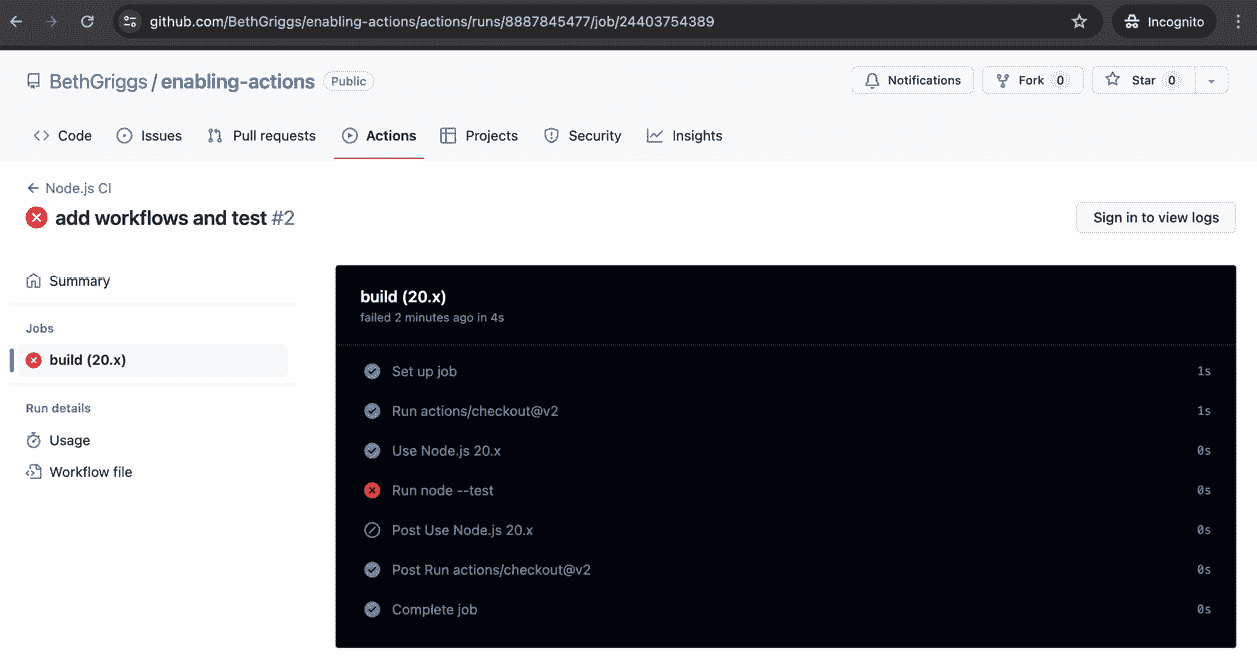 github.com/BethGriggs/enabling-actions/actions/runs/8887845477/job/24403754389 Incognito
BethGriggs / enabling-actions Public Notifications Fork 0 Star 0
Code Issues Pull requests Actions Projects Security Insights
Node.js CI
add workflows and test #2 Sign in to view logs
Summary
Jobs
build (20.x)
Run details
Usage
Workflow file
build (20.x)
failed 2 minutes ago in 4s
Set up job 1s
Run actions/checkout@v2 1s
Use Node.js 20.x 0s
Run node --test 0s
Post Use Node.js 20.x 0s
Post Run actions/checkout@v2 0s
Complete job 0s